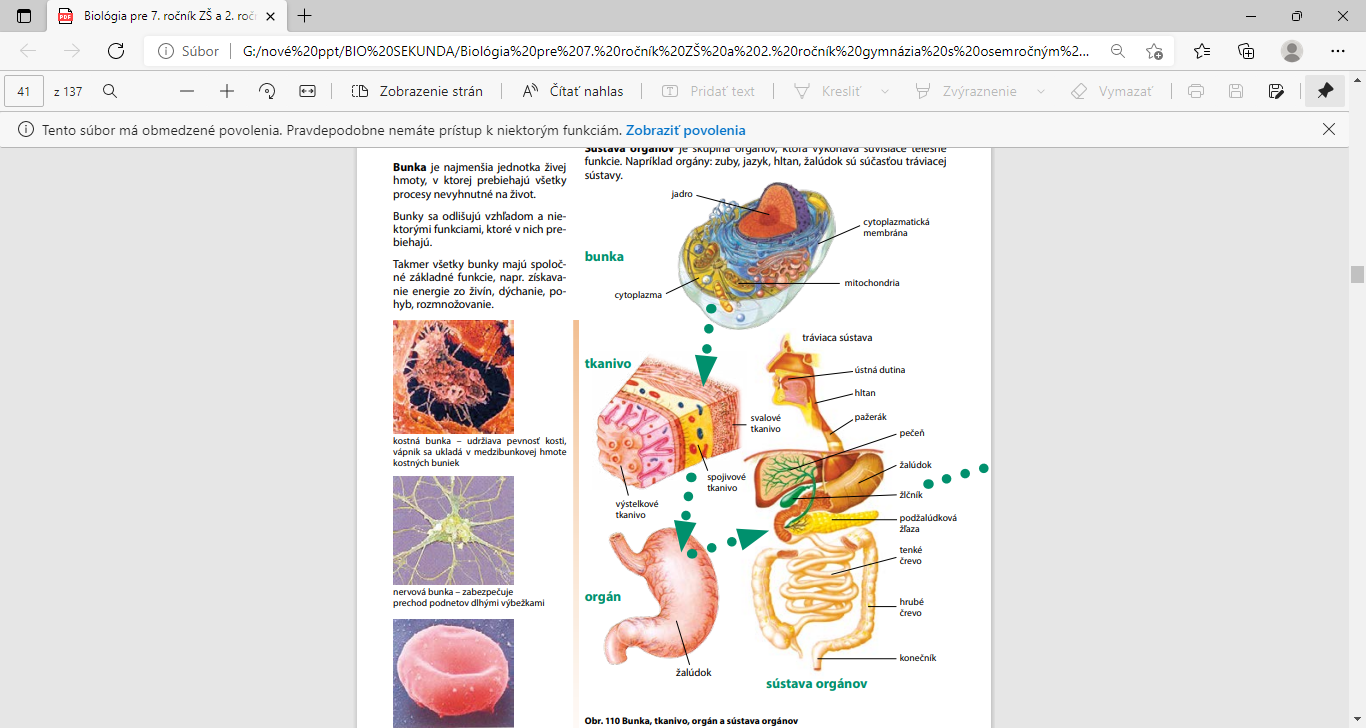 Biológia pre 7. ročník ZŠ a 2. roč
Súbor
G:/nové%20ppt/BIO%20SEKUNDA/Biológia%20pre%207.%20ročník%20ZŠ%20a%202.%20ročník%20gymnázia%20s%20osemročným%2...
41 z 137
Zobrazenie strán
Čítať nahlas
Pridať text
Kresliť
Zvýraznenie
Vymazať
Tento súbor má obmedzené povolenia. Pravdepodobne nemáte prístup k niektorým funkciám. Zobraziť povolenia
Bunka je najmenšia jednotka živej
hmoty, v ktorej prebiehajú všetky
procesy nevyhnutné na život.
Bunky sa odlišujú vzhľadom a nie-
ktorými funkciami, ktoré v nich pre-
biehajú.
Takmer všetky bunky majú spoloč-
né základné funkcie, napr. získava-
nie energie zo živín, dýchanie, po-
hyb, rozmnožovanie.
kostná bunka – udržiava pevnosť kosti,
vápnik sa ukladá v medzibunkovej hmote
kostných buniek
nervová bunka – zabezpečuje
prechod podnetov dlhými výbežkami
Sústava orgánov je skupina orgánov, ktorá vykonáva súvisiace telesné
funkcie. Napríklad orgány: zuby, jazyk, hltan, žalúdok sú súčasťou tráviacej
sústavy.
jadro
cytoplazmatická
membrána
bunka
mitochondria
cytoplazma
tráviaca sústava
tkanivo
ústna dutina
hltan
pažerák
svalové
tkanivo
pečeň
žalúdok
spojivové
tkanivo
žlčník
výstelkové
tkanivo
podžalúdková
žľaza
tenké
črevo
orgán
hrubé
črevo
konečník
žalúdok
sústava orgánov
Obr. 110 Bunka, tkanivo, orgán a sústava orgánov